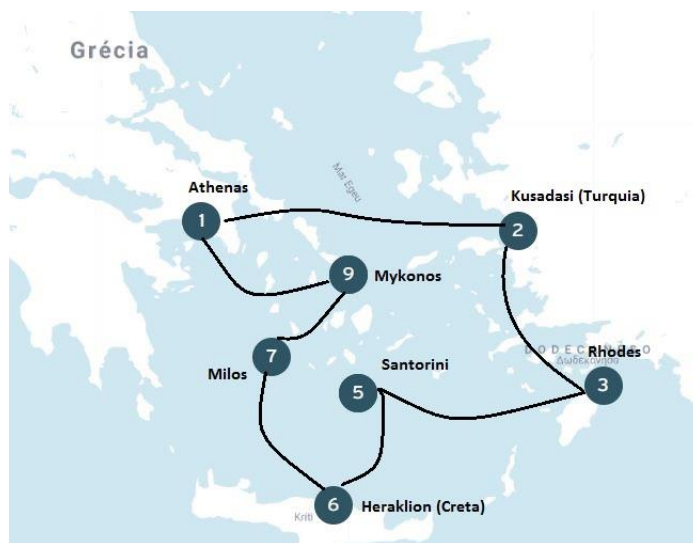 Grécia
Mar Egeu
Athenas
1
Kusadasi (Turquia)
2
9
Mykonos
7
Milos
Santorini
5
DODECANESO
Δωδεκάνησα
Rhodes
3
6
Heraklion (Creta)
Kriti